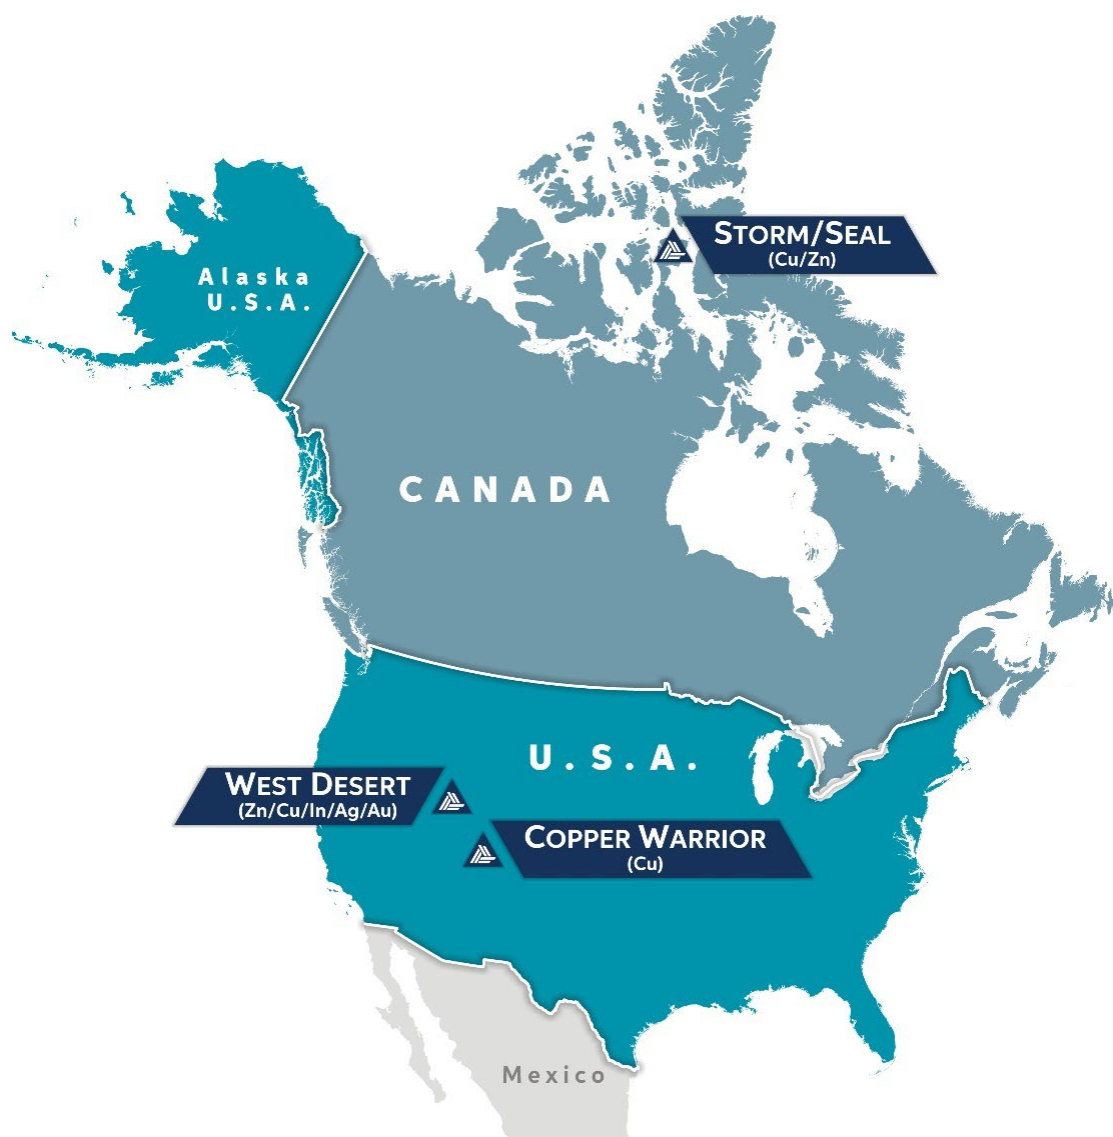 STORM/SEAL
(Cu/Zn)
Alaska
U.S.A.
CANADA
U.S.A.
WEST DESERT
(Zn/Cu/In/Ag/Au)
COPPER WARRIOR
(Cu)
Mexico